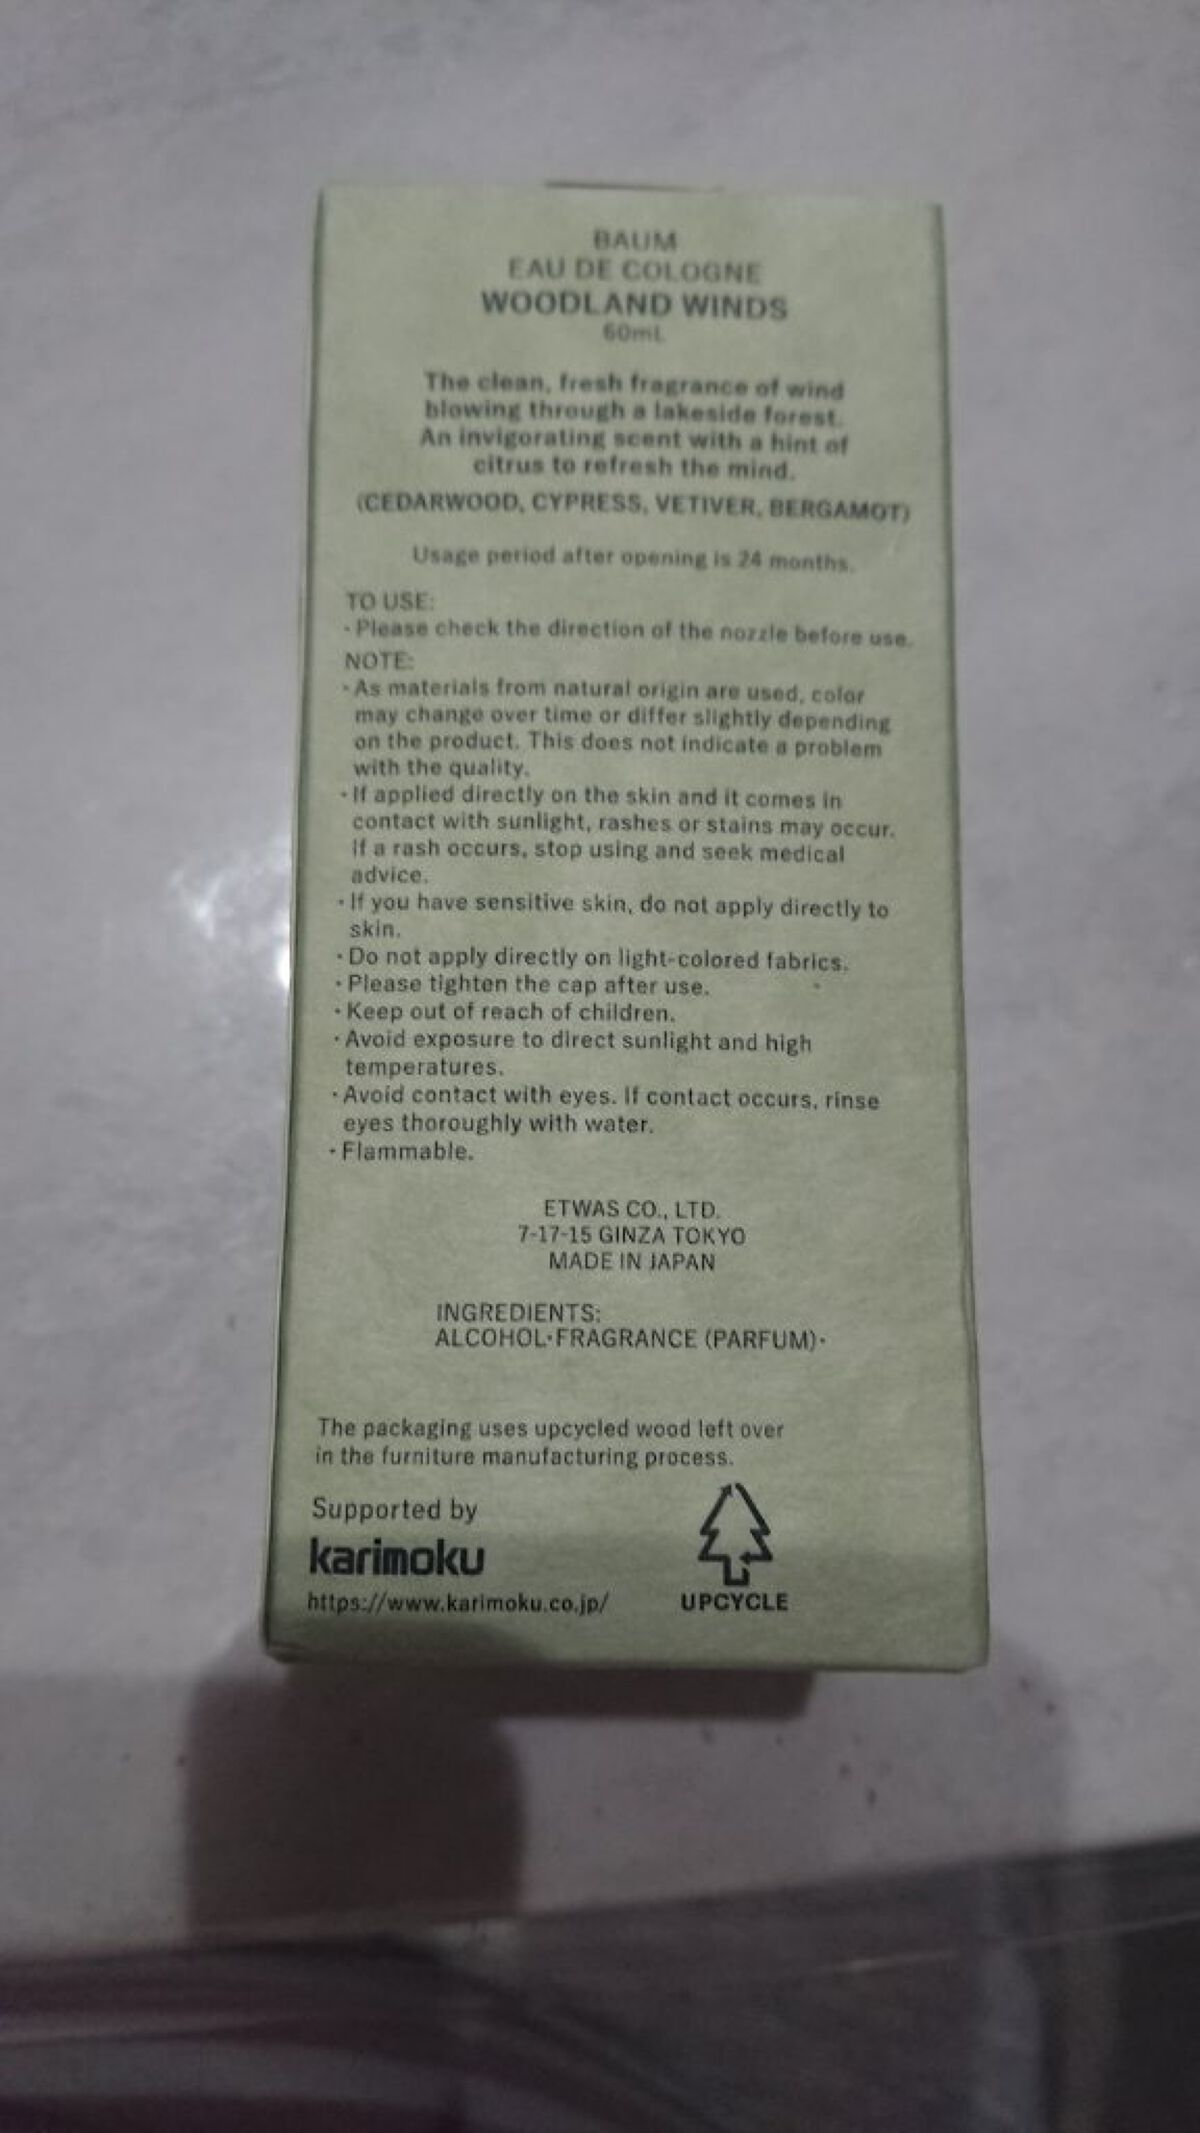 BAUM
EAU DE COLOGNE
WOODLAND WINDS
60mL
The clean, fresh fragrance of wind
blowing through a lakeside forest.
An invigorating scent with a hint of
citrus to refresh the mind.
(CEDARWOOD, CYPRESS, VETIVER, BERGAMOT)
Usage period after opening is 24 months.
TO USE:
・Please check the direction of the nozzle before use.
NOTE:
・As materials from natural origin are used, color
may change over time or differ slightly depending
on the product. This does not indicate a problem
with the quality.
・If applied directly on the skin and it comes in
contact with sunlight, rashes or stains may occur.
If a rash occurs, stop using and seek medical
advice.
・If you have sensitive skin, do not apply directly to
skin.
・Do not apply directly on light-colored fabrics.
・Please tighten the cap after use.
・Keep out of reach of children.
・Avoid exposure to direct sunlight and high
temperatures.
・Avoid contact with eyes. If contact occurs, rinse
eyes thoroughly with water.
・Flammable.
ETWAS CO., LTD.
7-17-15 GINZA TOKYO
MADE IN JAPAN
INGREDIENTS:
ALCOHOL・FRAGRANCE (PARFUM)・
The packaging uses upcycled wood left over
in the furniture manufacturing process.
Supported by
karimoku
https://www.karimoku.co.jp/
UPCYCLE